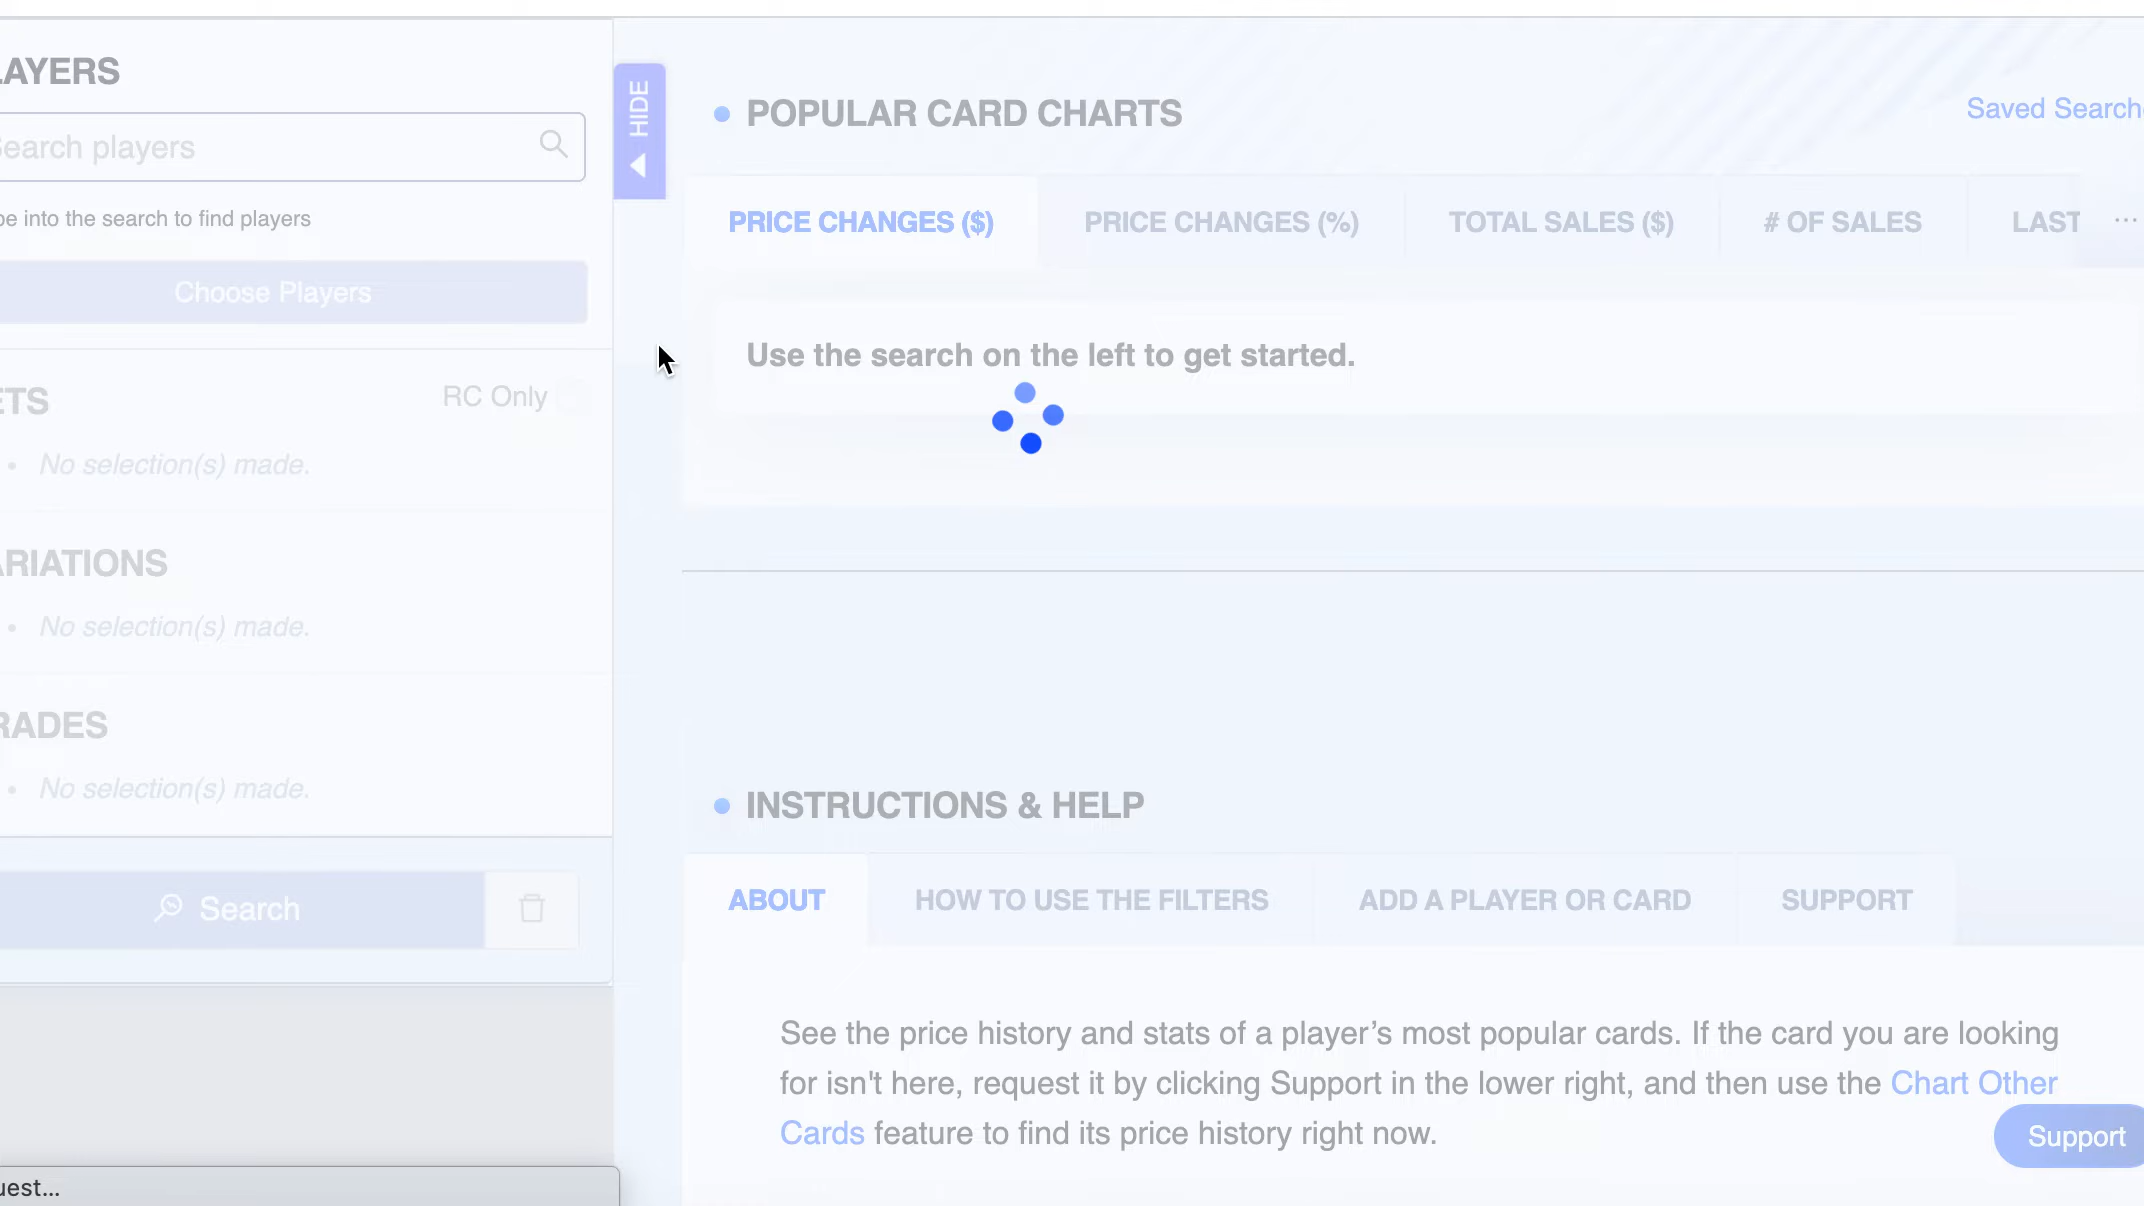 AYERS
earch players
pe into the search to find players
Choose Players
ETS
RC Only
No selection(s) made.
ARIATIONS
No selection(s) made.
RADES
No selection(s) made.
Search
uest...
HIDE
POPULAR CARD CHARTS
Saved Search
PRICE CHANGES ($)
PRICE CHANGES (%)
TOTAL SALES ($)
# OF SALES
LAST
...
Use the search on the left to get started.
INSTRUCTIONS & HELP
ABOUT
HOW TO USE THE FILTERS
ADD A PLAYER OR CARD
SUPPORT
See the price history and stats of a player’s most popular cards. If the card you are looking
for isn't here, request it by clicking Support in the lower right, and then use the Chart Other
Cards feature to find its price history right now.
Support